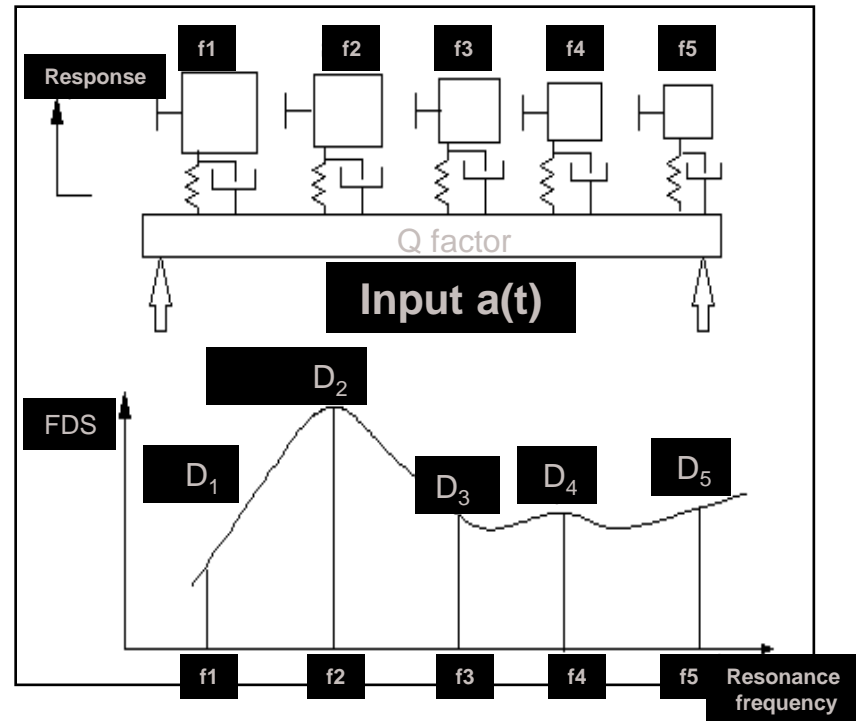 f1 f2 f3 f4 f5
Response
Q factor
Input a(t)
D₂
FDS
D₁ D₃ D₄ D₅
f1 f2 f3 f4 f5 Resonance
frequency